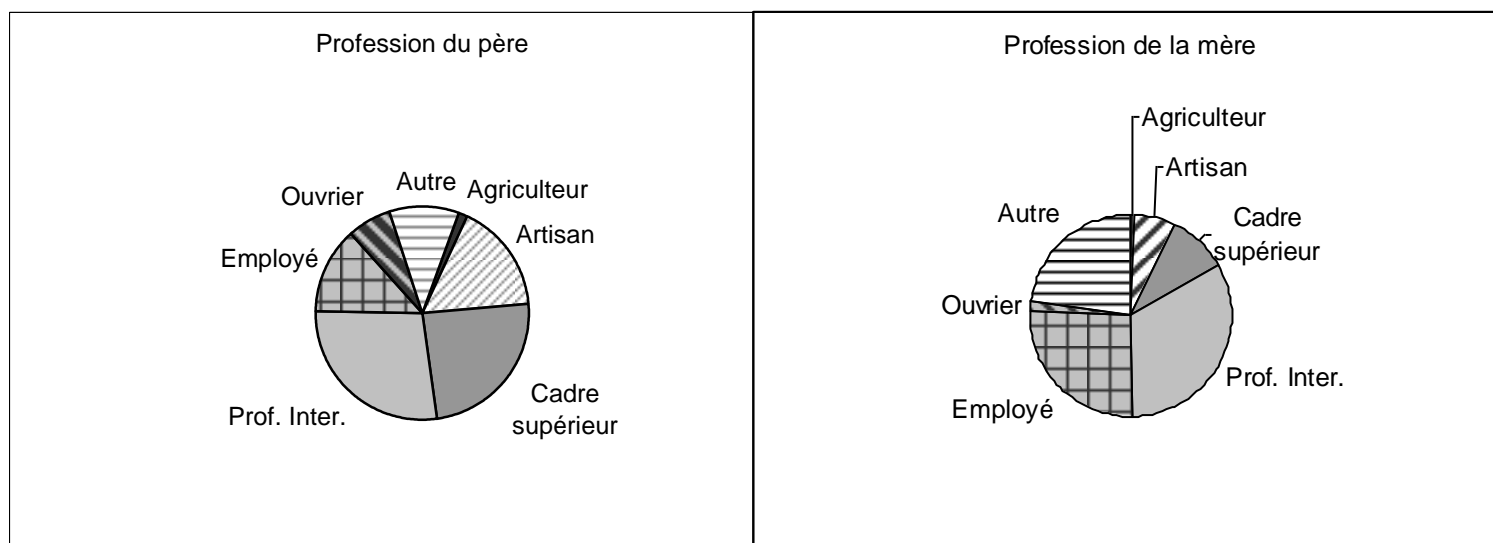 Profession du père
Autre
Agriculteur
Ouvrier
Artisan
Employé
Prof. Inter.
Cadre
supérieur
Profession de la mère
Agriculteur
Artisan
Autre
Cadre
supérieur
Ouvrier
Prof. Inter.
Employé